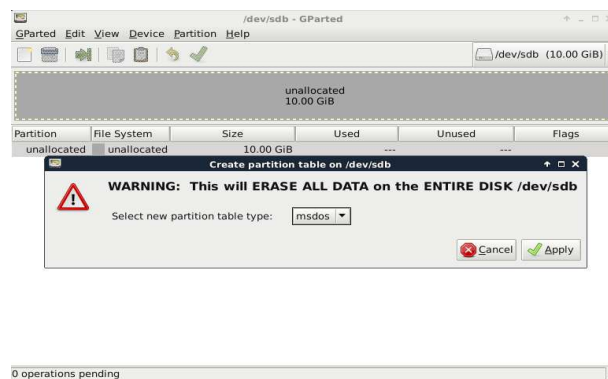 /dev/sdb - GParted
GParted Edit View Device Partition Help
/dev/sdb (10.00 GiB)
unallocated
10.00 GiB
Partition File System Size Used Unused Flags
unallocated unallocated 10.00 GiB --- ---
Create partition table on /dev/sdb
WARNING: This will ERASE ALL DATA on the ENTIRE DISK /dev/sdb
Select new partition table type: msdos
Cancel Apply
0 operations pending